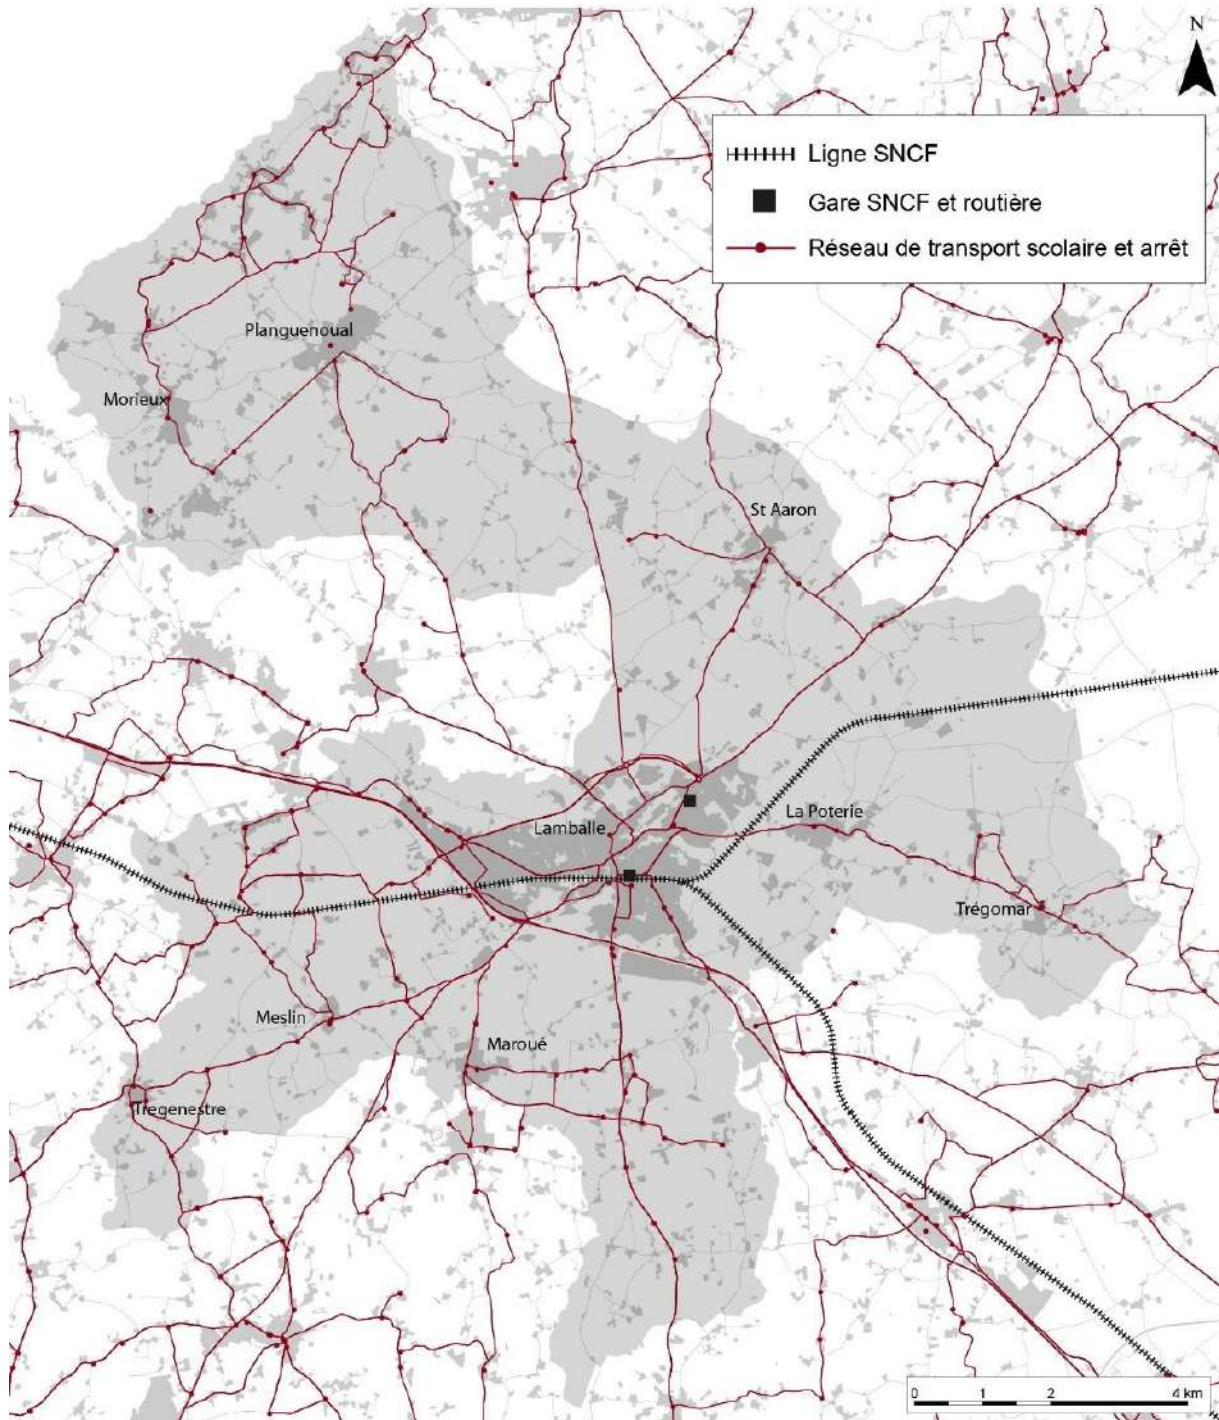 N
Ligne SNCF
Gare SNCF et routière
Réseau de transport scolaire et arrêt
Planguenoual
Morieux
St Aaron
La Poterie
Lamballe
Trégomar
Meslin
Maroué
Trégenestre
0 1 2 4 km